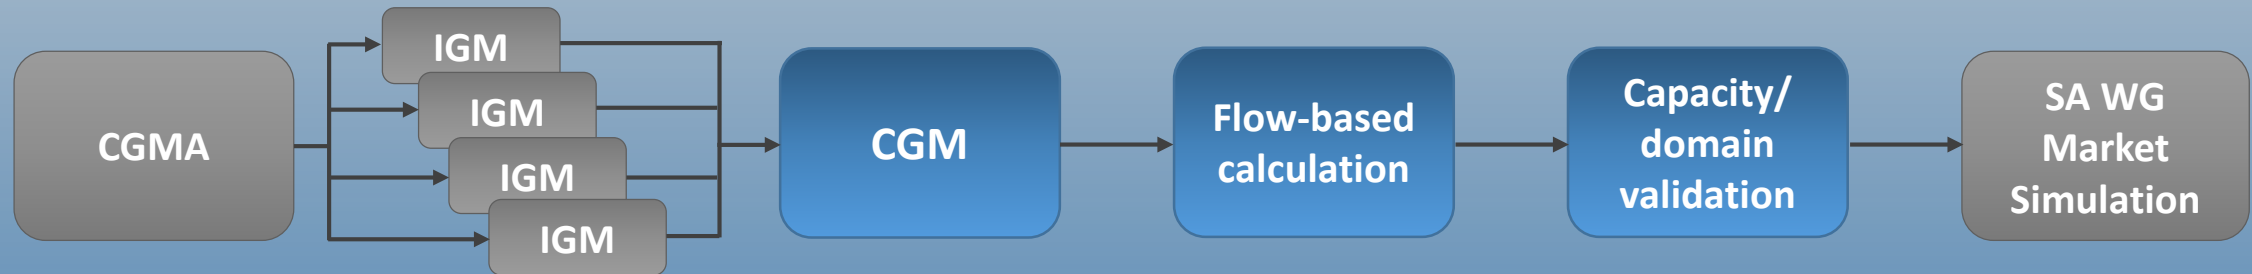 CGMA
IGM
IGM
IGM
IGM
CGM
Flow-based
calculation
Capacity/
domain
validation
SA WG
Market
Simulation